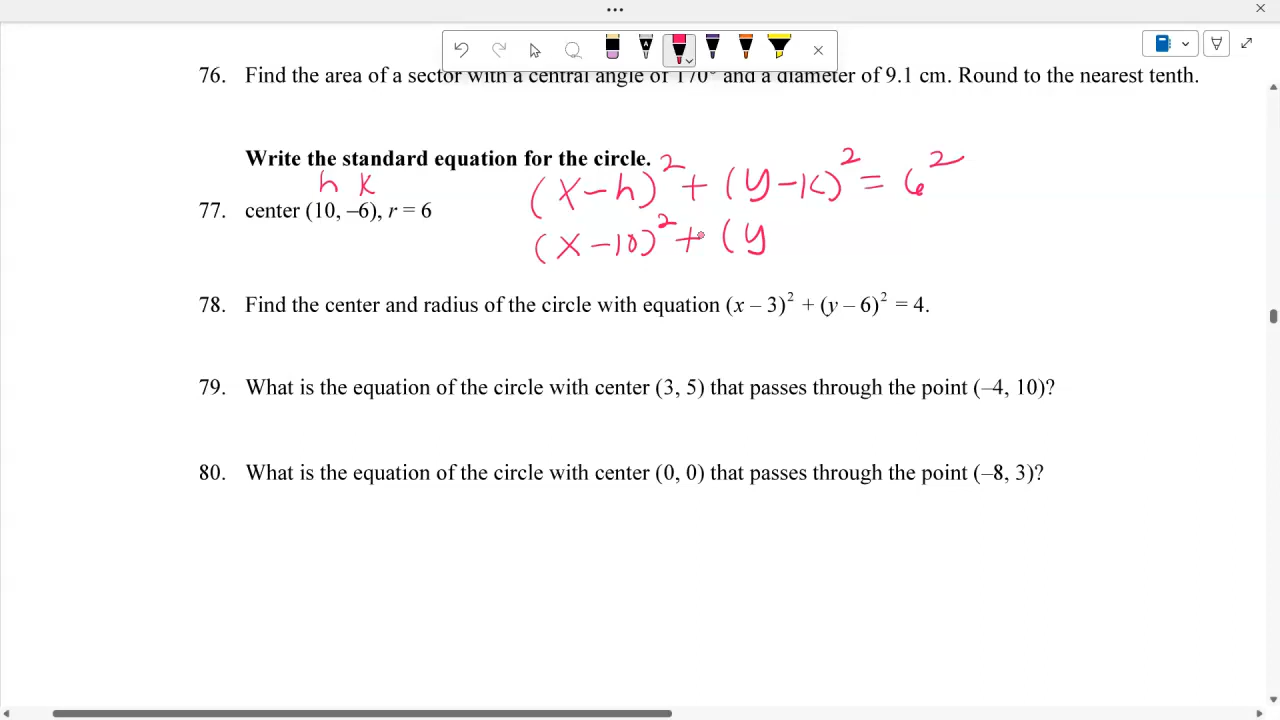 76. Find the area of a sector with a central angle of 170° and a diameter of 9.1 cm. Round to the nearest tenth.
Write the standard equation for the circle.
h k
(x-h)² + (y-k)² = 6²
77. center (10, –6), r = 6
(x-10)² + (y
78. Find the center and radius of the circle with equation (x – 3)² + (y – 6)² = 4.
79. What is the equation of the circle with center (3, 5) that passes through the point (–4, 10)?
80. What is the equation of the circle with center (0, 0) that passes through the point (–8, 3)?